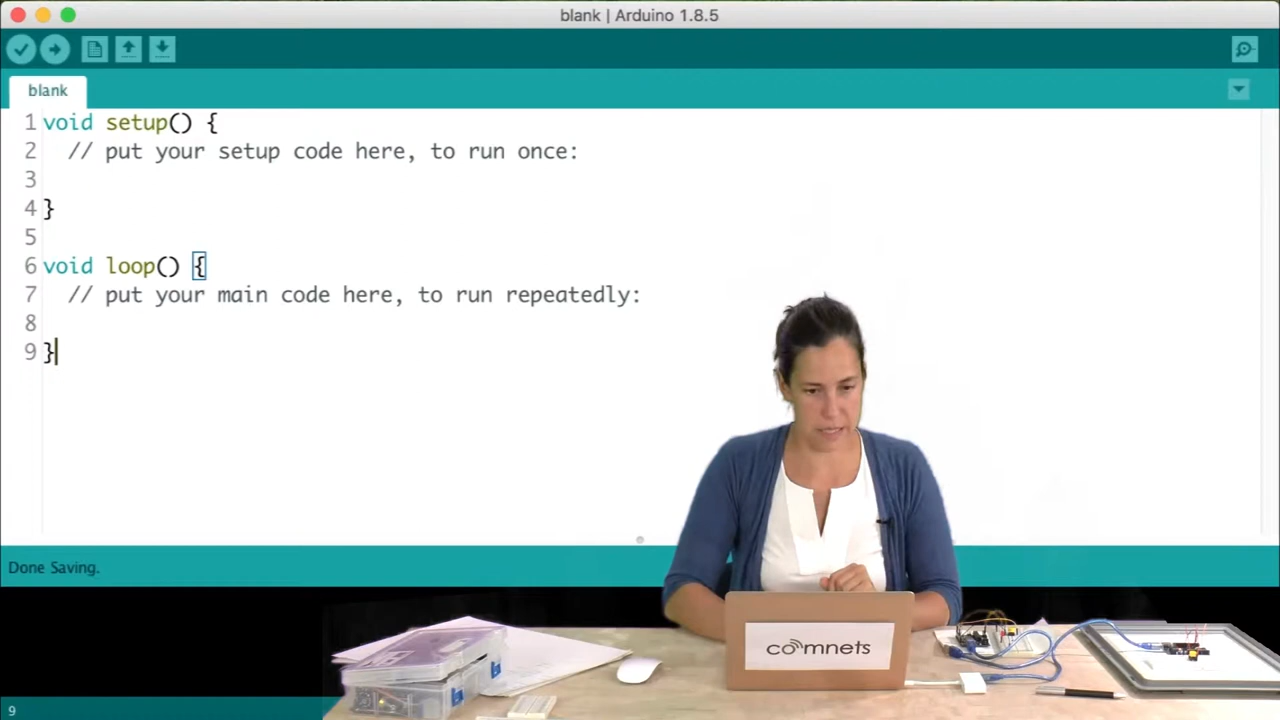 blank | Arduino 1.8.5
blank
1 void setup() {
2 // put your setup code here, to run once:
3
4 }
5
6 void loop() {
7 // put your main code here, to run repeatedly:
8
9 }
Done Saving.
comnets
9